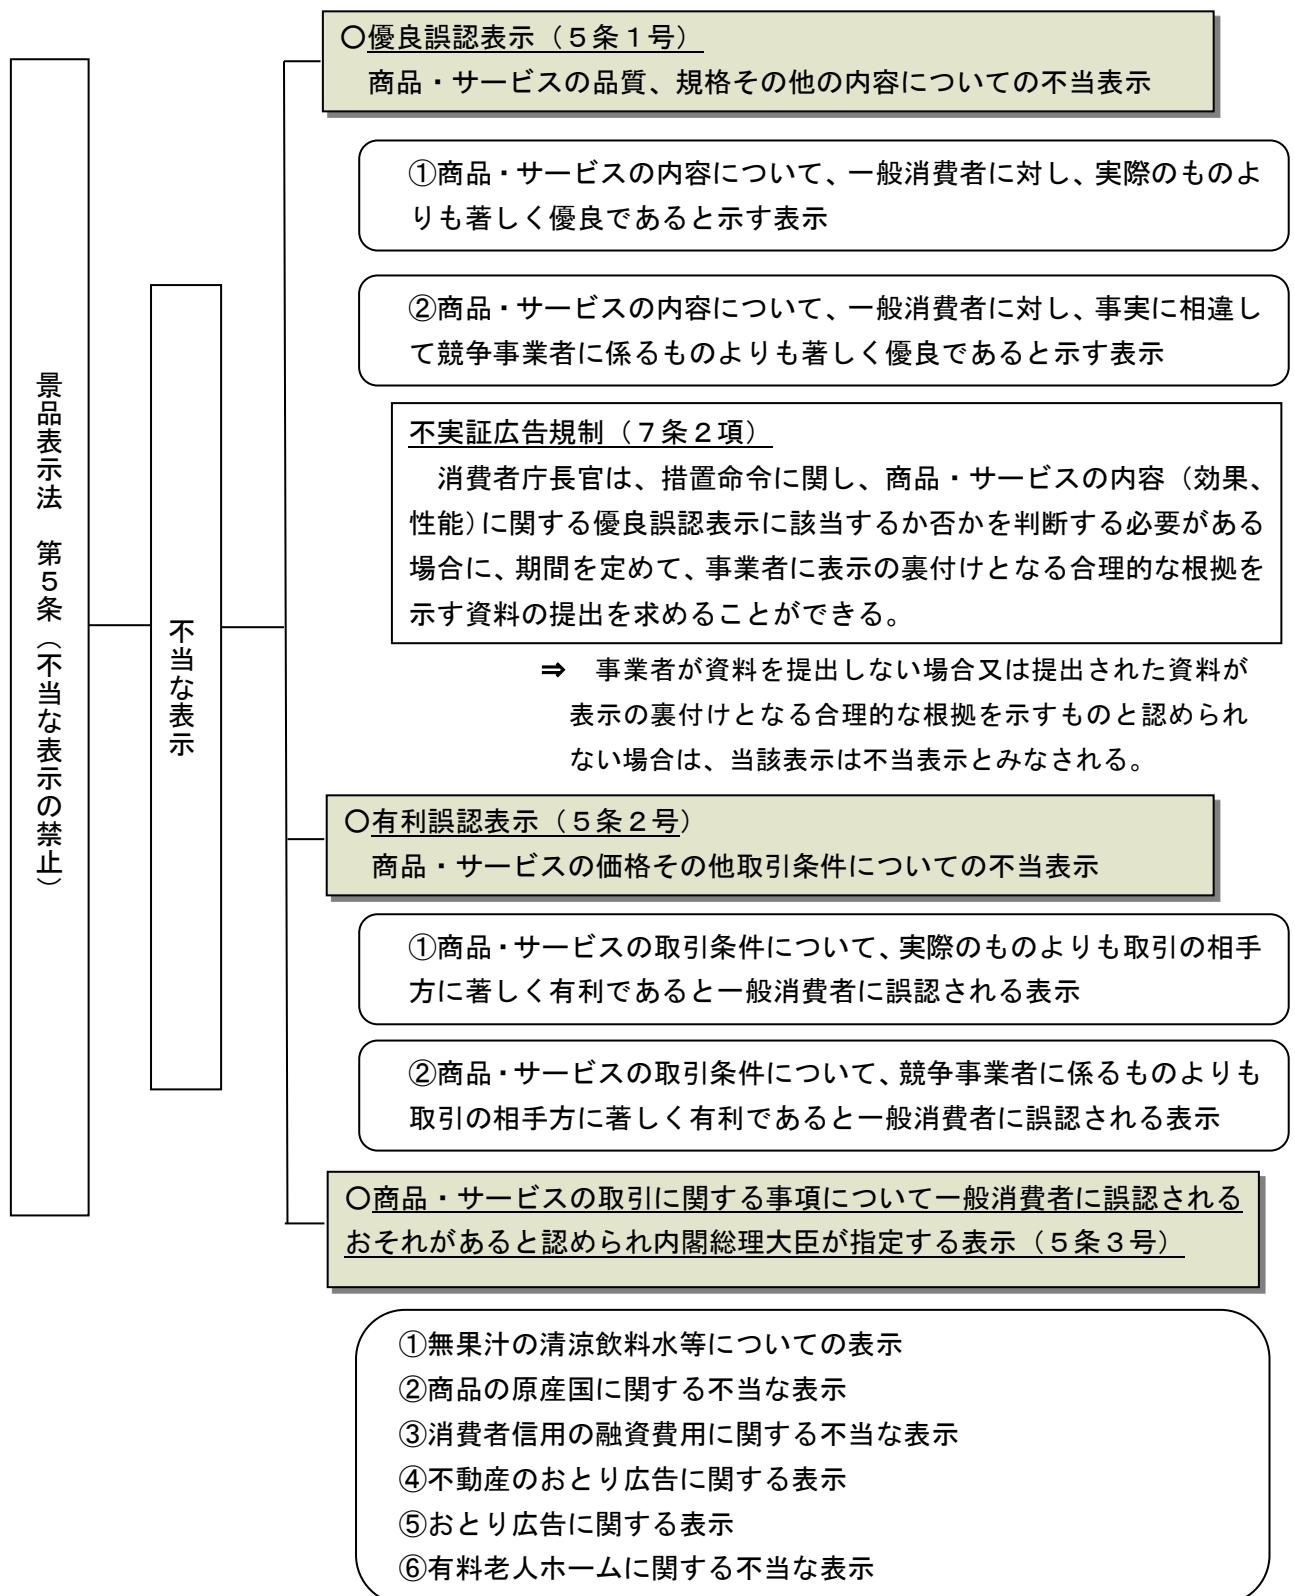 景品表示法　第５条（不当な表示の禁止）
不当な表示
〇優良誤認表示（５条１号）
商品・サービスの品質、規格その他の内容についての不当表示
①商品・サービスの内容について、一般消費者に対し、実際のものよ
りも著しく優良であると示す表示
②商品・サービスの内容について、一般消費者に対し、事実に相違し
て競争事業者に係るものよりも著しく優良であると示す表示
不実証広告規制（７条２項）
消費者庁長官は、措置命令に関し、商品・サービスの内容（効果、
性能）に関する優良誤認表示に該当するか否かを判断する必要がある
場合に、期間を定めて、事業者に表示の裏付けとなる合理的な根拠を
示す資料の提出を求めることができる。
⇒　事業者が資料を提出しない場合又は提出された資料が
表示の裏付けとなる合理的な根拠を示すものと認められ
ない場合は、当該表示は不当表示とみなされる。
〇有利誤認表示（５条２号）
商品・サービスの価格その他取引条件についての不当表示
①商品・サービスの取引条件について、実際のものよりも取引の相手
方に著しく有利であると一般消費者に誤認される表示
②商品・サービスの取引条件について、競争事業者に係るものよりも
取引の相手方に著しく有利であると一般消費者に誤認される表示
〇商品・サービスの取引に関する事項について一般消費者に誤認される
おそれがあると認められ内閣総理大臣が指定する表示（５条３号）
①無果汁の清涼飲料水等についての表示
②商品の原産国に関する不当な表示
③消費者信用の融資費用に関する不当な表示
④不動産のおとり広告に関する表示
⑤おとり広告に関する表示
⑥有料老人ホームに関する不当な表示